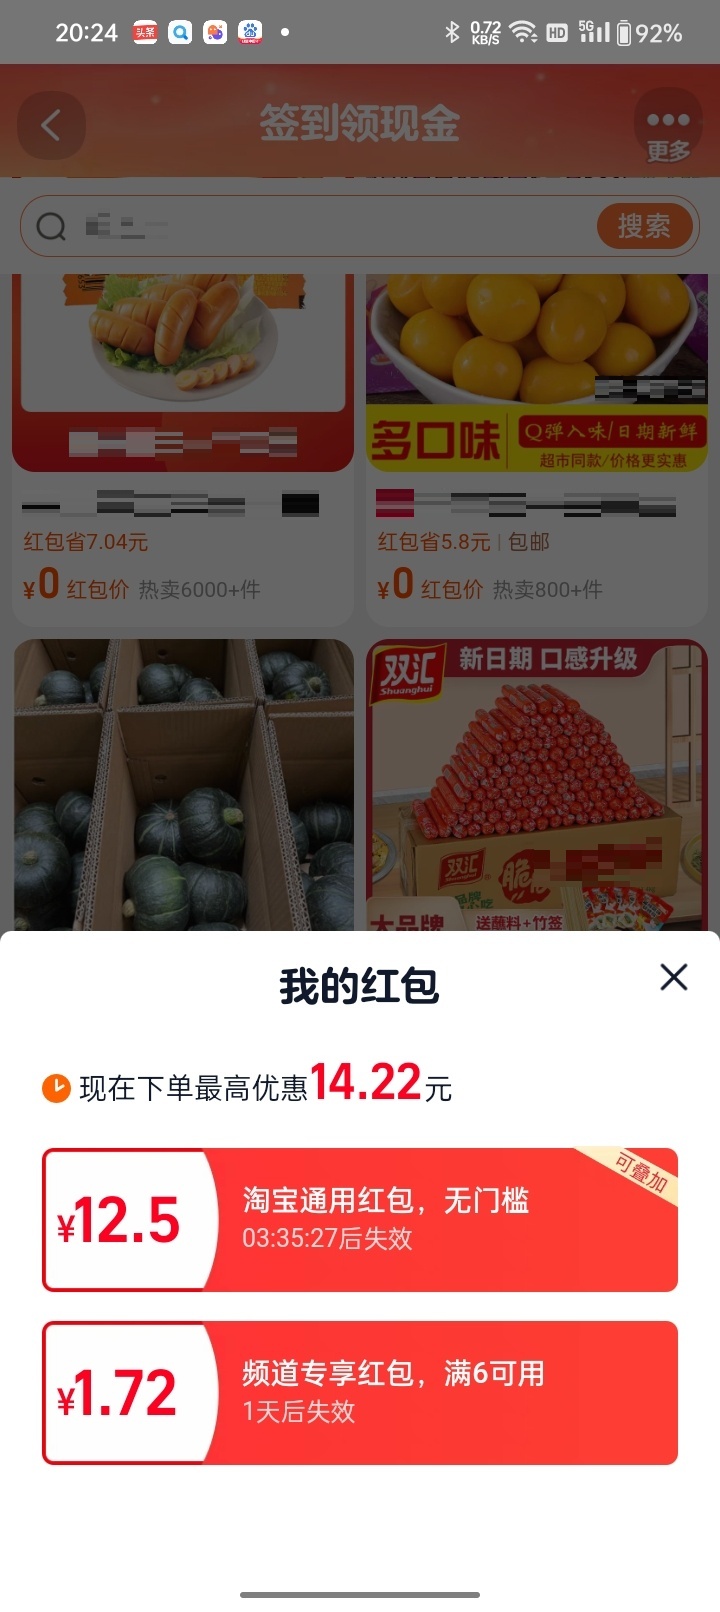 20:24
头条
0.72
KB/S
HD
5G
92%
签到领现金
更多
搜索
多口味
Q弹入味/日期新鲜
超市同款/价格更实惠
红包省7.04元
¥0 红包价 热卖6000+件
红包省5.8元 | 包邮
¥0 红包价 热卖800+件
双汇
Shuanghui
新日期 口感升级
双汇
脆
大品牌
送蘸料+竹签
我的红包
现在下单最高优惠14.22元
¥12.5
淘宝通用红包，无门槛
03:35:27后失效
可叠加
¥1.72
频道专享红包，满6可用
1天后失效